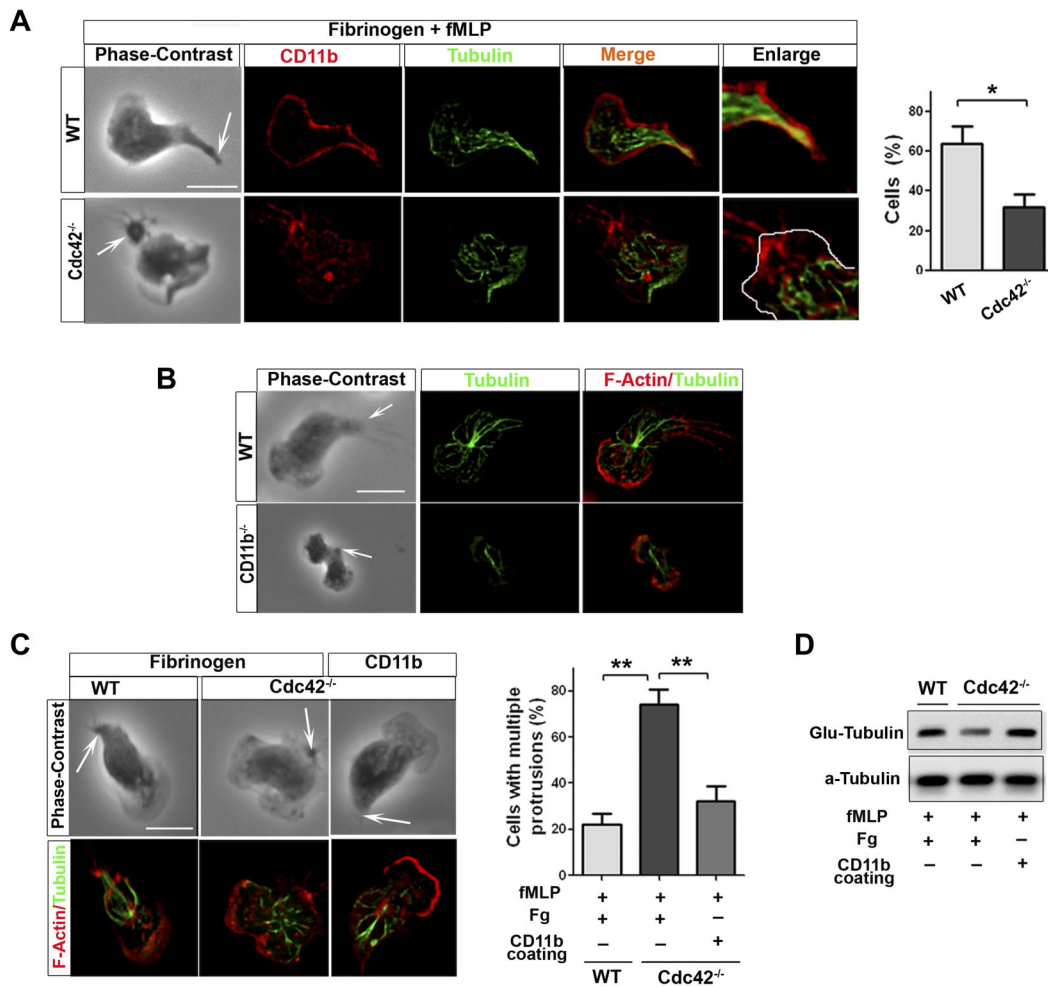 A
Fibrinogen + fMLP
Phase-Contrast CD11b Tubulin Merge Enlarge
WT
Cdc42-/-
*
Cells (%)
80
60
40
20
0
WT
Cdc42-/-
B
Phase-Contrast Tubulin F-Actin/Tubulin
WT
CD11b-/-
C
Fibrinogen CD11b
WT Cdc42-/-
Phase-Contrast
F-Actin/Tubulin
** **
Cells with multiple
protrusions (%)
80
60
40
20
0
fMLP + + +
Fg + + –
CD11b
coating – – +
WT Cdc42-/-
D
WT Cdc42-/-
Glu-Tubulin
a-Tubulin
fMLP + + +
Fg + + –
CD11b
coating – – +